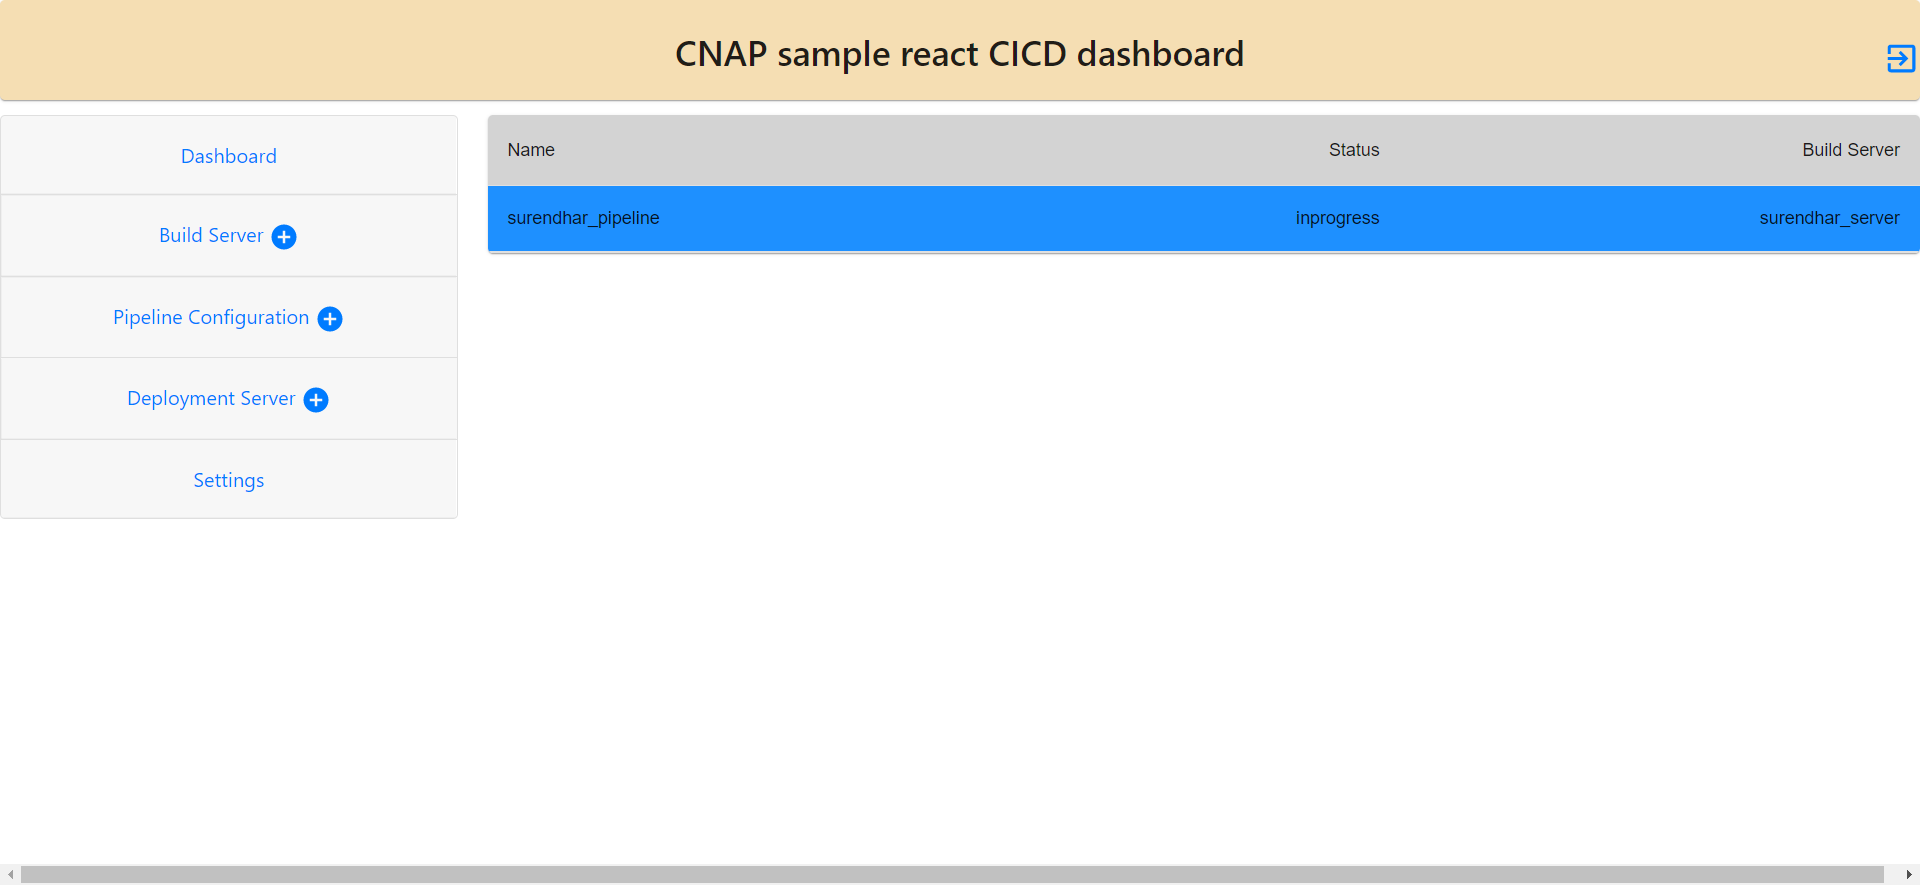 CNAP sample react CICD dashboard
Dashboard
Build Server
Pipeline Configuration
Deployment Server
Settings
Name Status Build Server
surendhar_pipeline inprogress surendhar_server